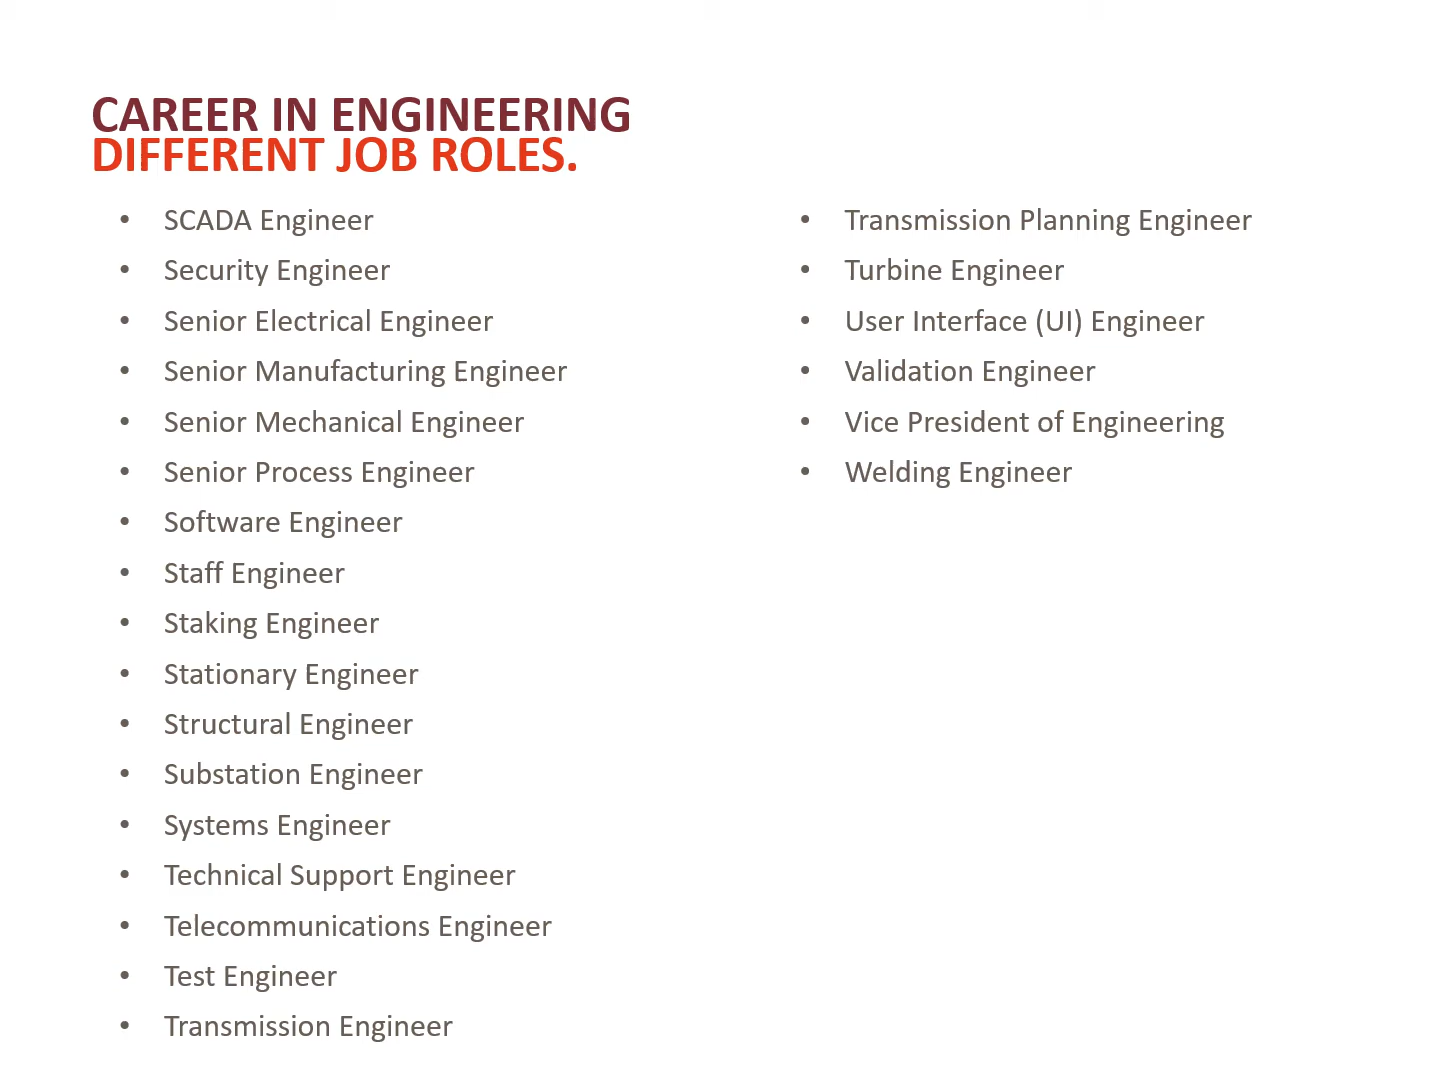 CAREER IN ENGINEERING
DIFFERENT JOB ROLES.
• SCADA Engineer
• Security Engineer
• Senior Electrical Engineer
• Senior Manufacturing Engineer
• Senior Mechanical Engineer
• Senior Process Engineer
• Software Engineer
• Staff Engineer
• Staking Engineer
• Stationary Engineer
• Structural Engineer
• Substation Engineer
• Systems Engineer
• Technical Support Engineer
• Telecommunications Engineer
• Test Engineer
• Transmission Engineer
• Transmission Planning Engineer
• Turbine Engineer
• User Interface (UI) Engineer
• Validation Engineer
• Vice President of Engineering
• Welding Engineer